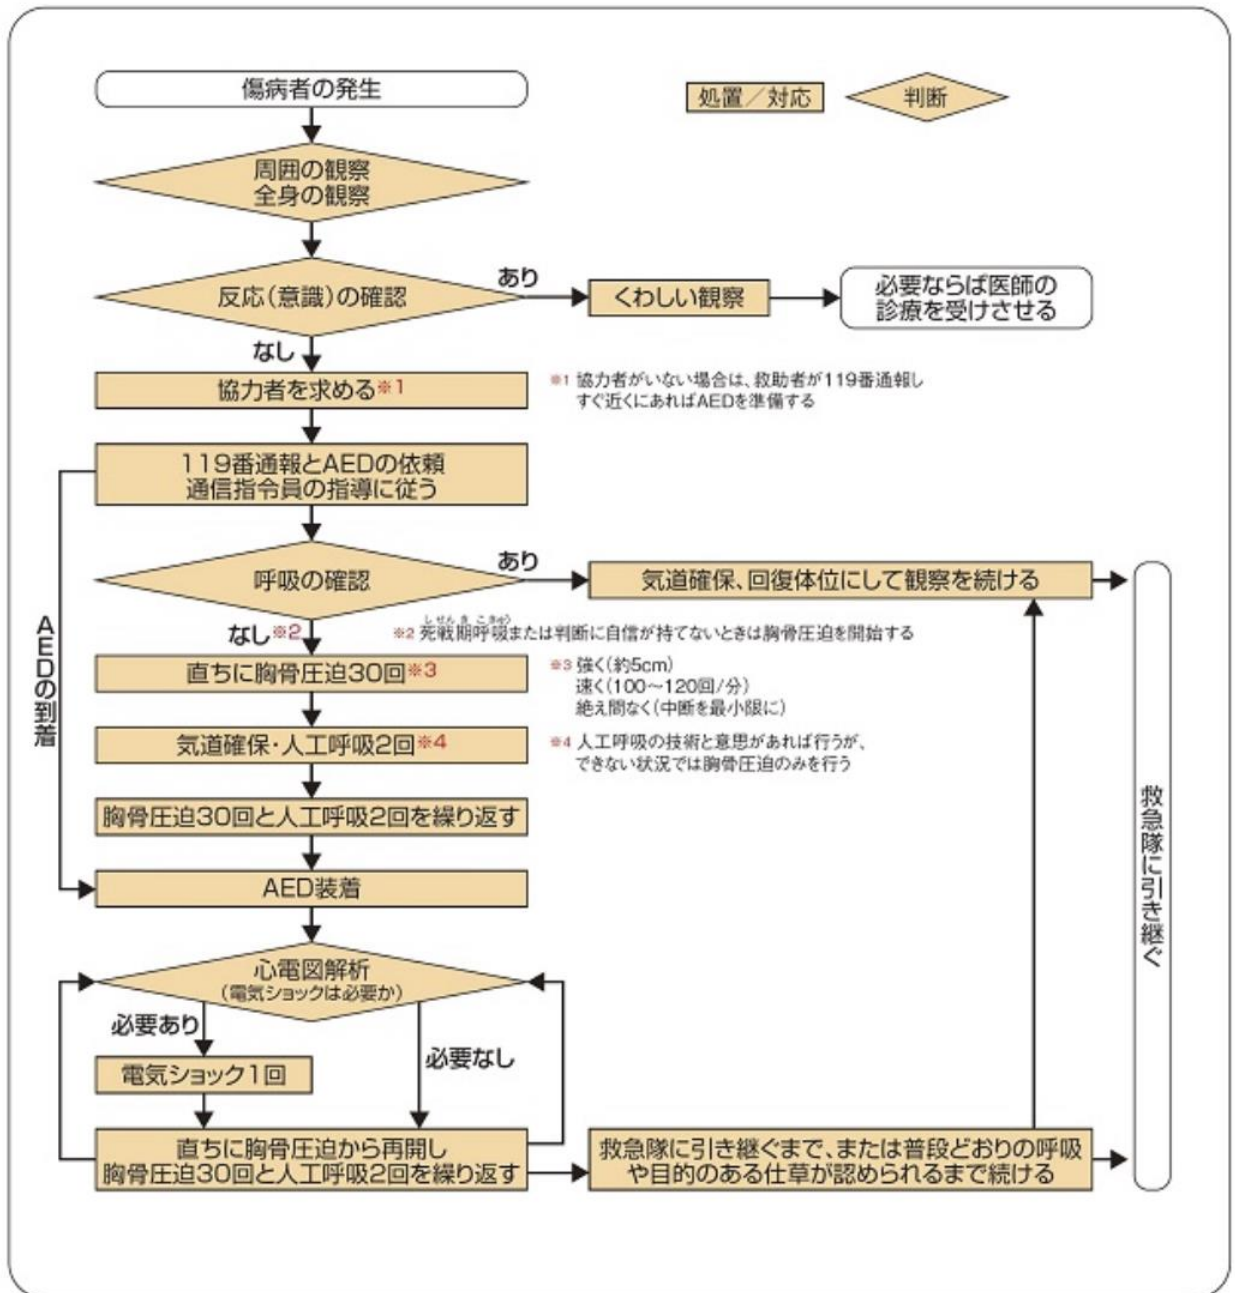 傷病者の発生
処置／対応
判断
周囲の観察
全身の観察
反応(意識)の確認
あり
くわしい観察
必要ならば医師の
診療を受けさせる
なし
協力者を求める※1
※1 協力者がいない場合は、救助者が119番通報し
すぐ近くにあればAEDを準備する
119番通報とAEDの依頼
通信指令員の指導に従う
呼吸の確認
あり
気道確保、回復体位にして観察を続ける
なし※2
しせんきこきゅう
※2 死戦期呼吸または判断に自信が持てないときは胸骨圧迫を開始する
直ちに胸骨圧迫30回※3
※3 強く(約5cm)
速く(100〜120回/分)
絶え間なく(中断を最小限に)
気道確保・人工呼吸2回※4
※4 人工呼吸の技術と意思があれば行うが、
できない状況では胸骨圧迫のみを行う
胸骨圧迫30回と人工呼吸2回を繰り返す
AEDの到着
AED装着
心電図解析
(電気ショックは必要か)
必要あり
必要なし
電気ショック1回
直ちに胸骨圧迫から再開し
胸骨圧迫30回と人工呼吸2回を繰り返す
救急隊に引き継ぐまで、または普段どおりの呼吸
や目的のある仕草が認められるまで続ける
救急隊に引き継ぐ